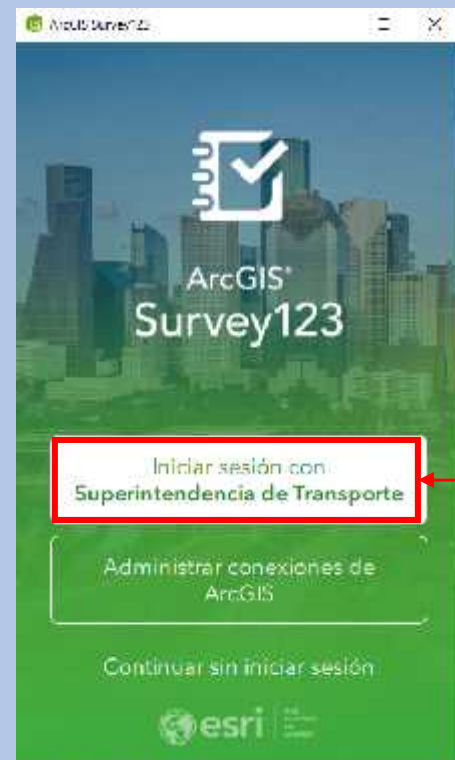 ArcGIS Survey123
ArcGIS®
Survey123
Iniciar sesión con
Superintendencia de Transporte
Administrar conexiones de
ArcGIS
Continuar sin iniciar sesión
esri